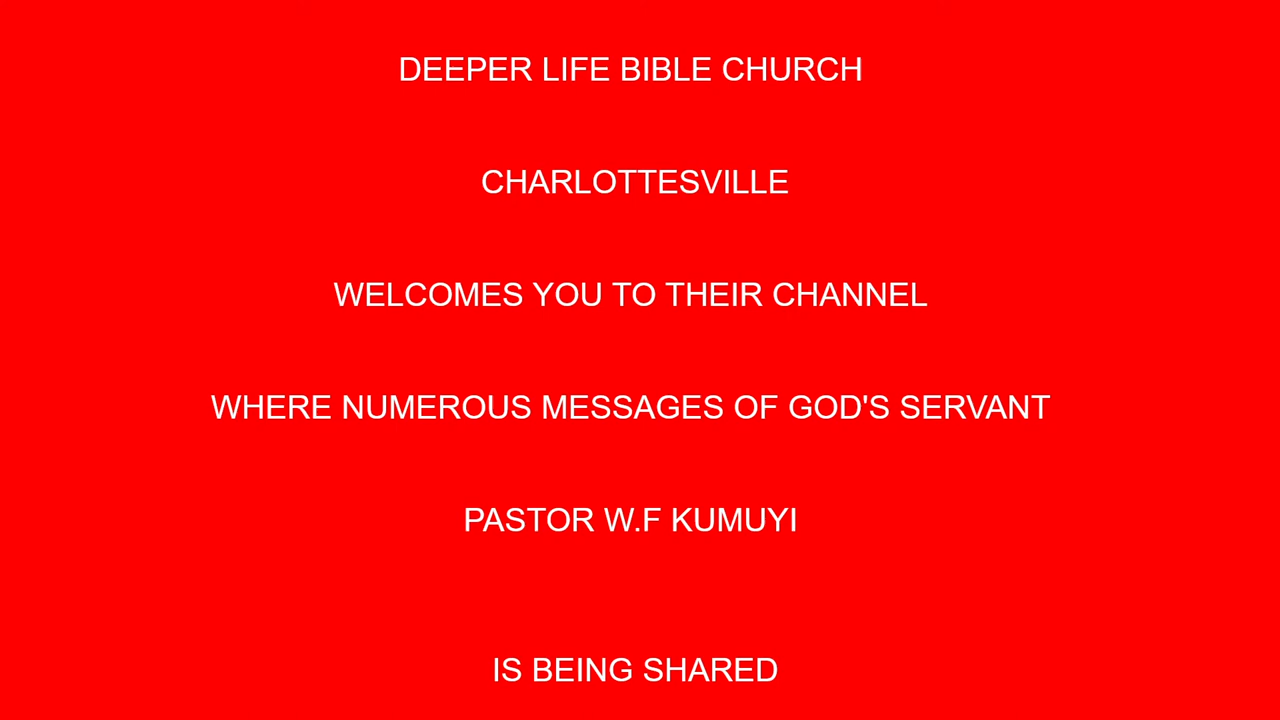 DEEPER LIFE BIBLE CHURCH
CHARLOTTESVILLE
WELCOMES YOU TO THEIR CHANNEL
WHERE NUMEROUS MESSAGES OF GOD'S SERVANT
PASTOR W.F KUMUYI
IS BEING SHARED